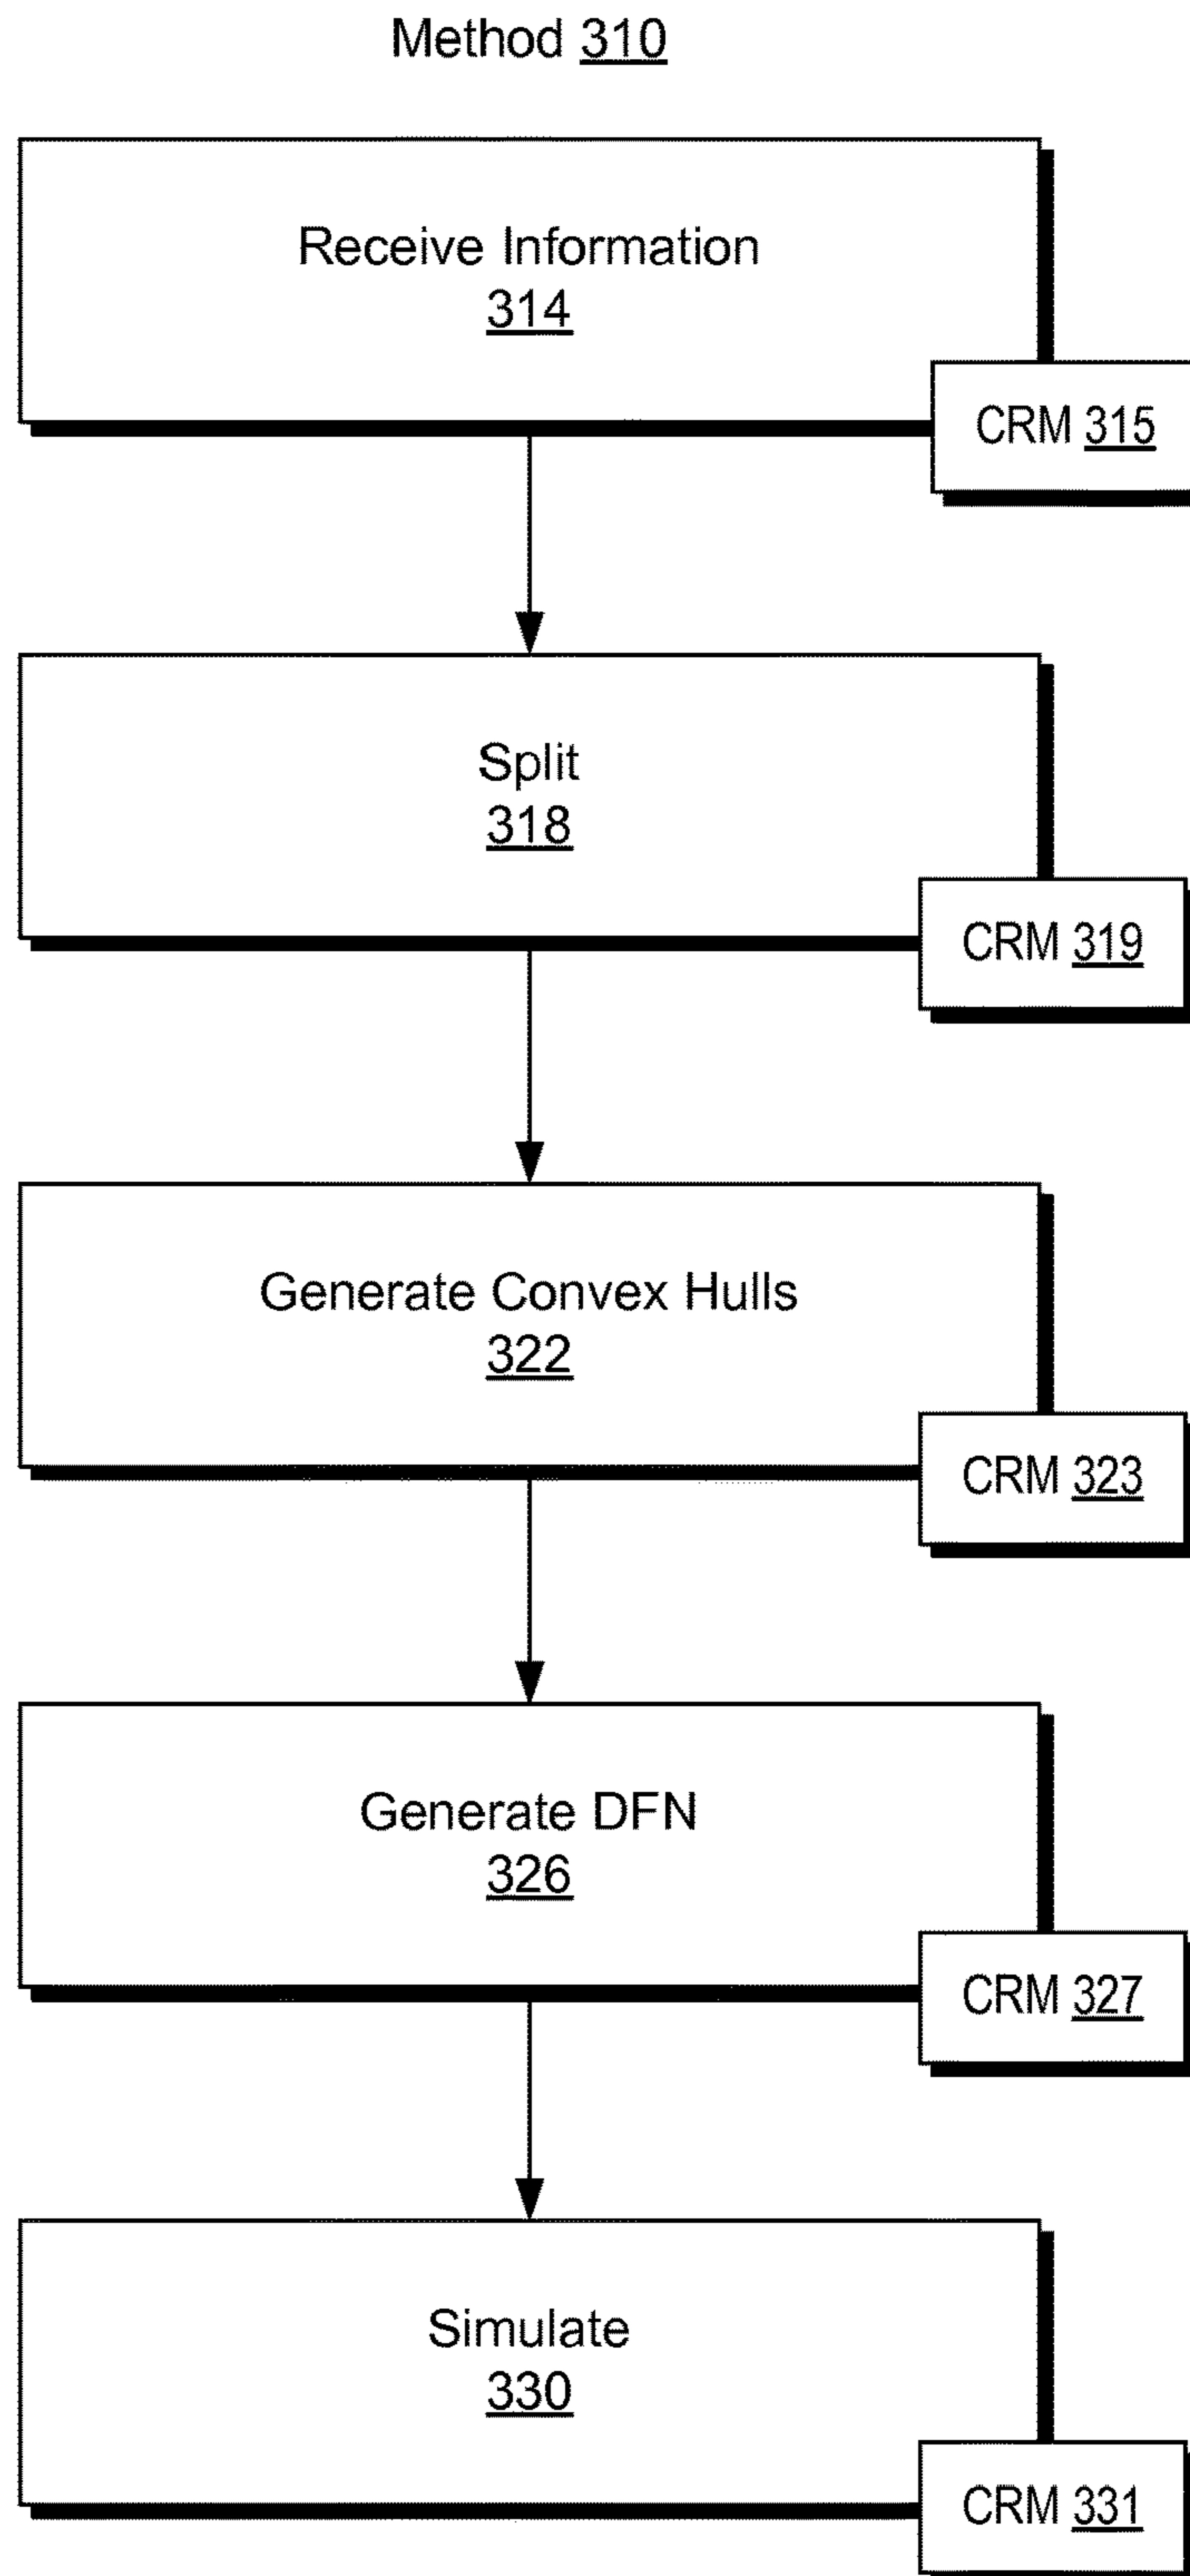 Method 310
Receive Information
314
CRM 315
Split
318
CRM 319
Generate Convex Hulls
322
CRM 323
Generate DFN
326
CRM 327
Simulate
330
CRM 331